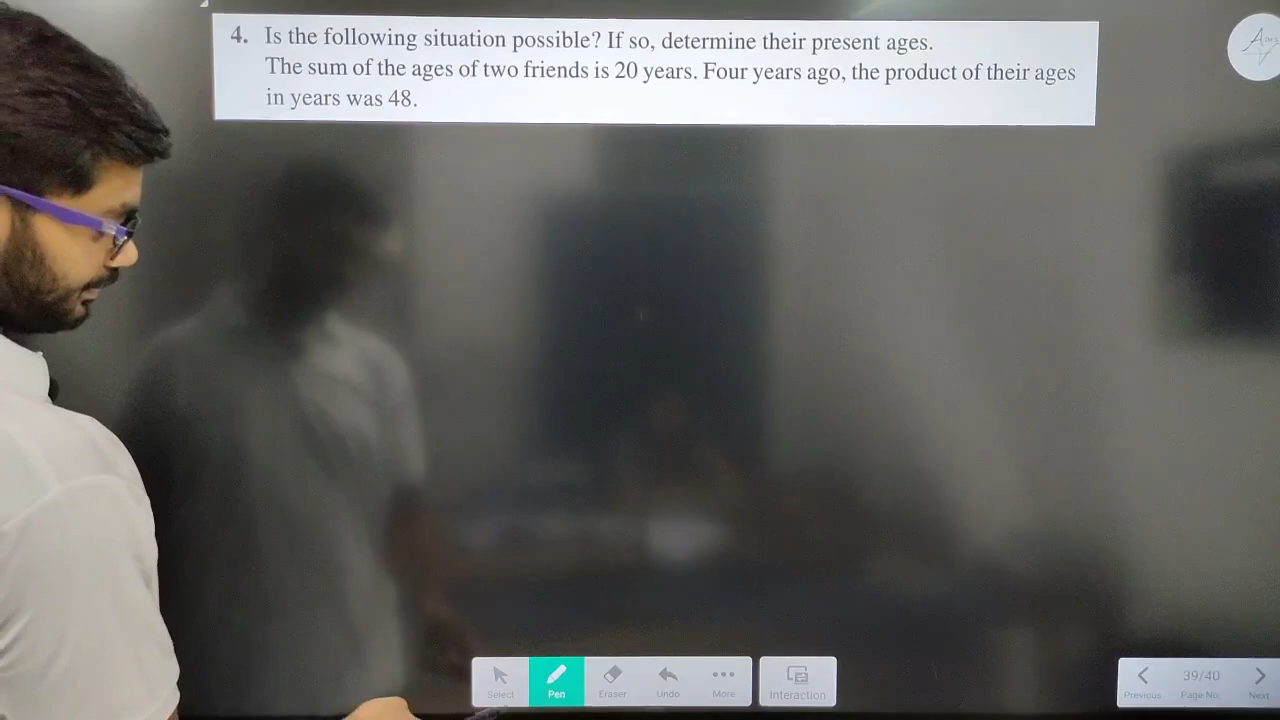 4. Is the following situation possible? If so, determine their present ages.
The sum of the ages of two friends is 20 years. Four years ago, the product of their ages
in years was 48.
Select
Pen
Eraser
Undo
More
Interaction
Previous
39/40
Page No.
Next